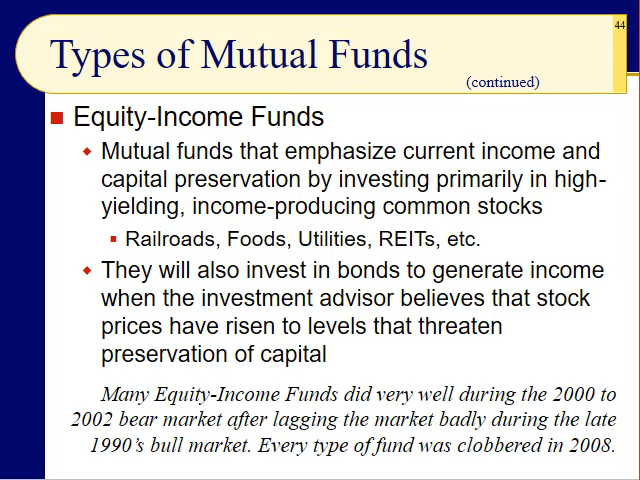 44
Types of Mutual Funds
(continued)
Equity-Income Funds
Mutual funds that emphasize current income and
capital preservation by investing primarily in high-
yielding, income-producing common stocks
Railroads, Foods, Utilities, REITs, etc.
They will also invest in bonds to generate income
when the investment advisor believes that stock
prices have risen to levels that threaten
preservation of capital
Many Equity-Income Funds did very well during the 2000 to
2002 bear market after lagging the market badly during the late
1990’s bull market. Every type of fund was clobbered in 2008.